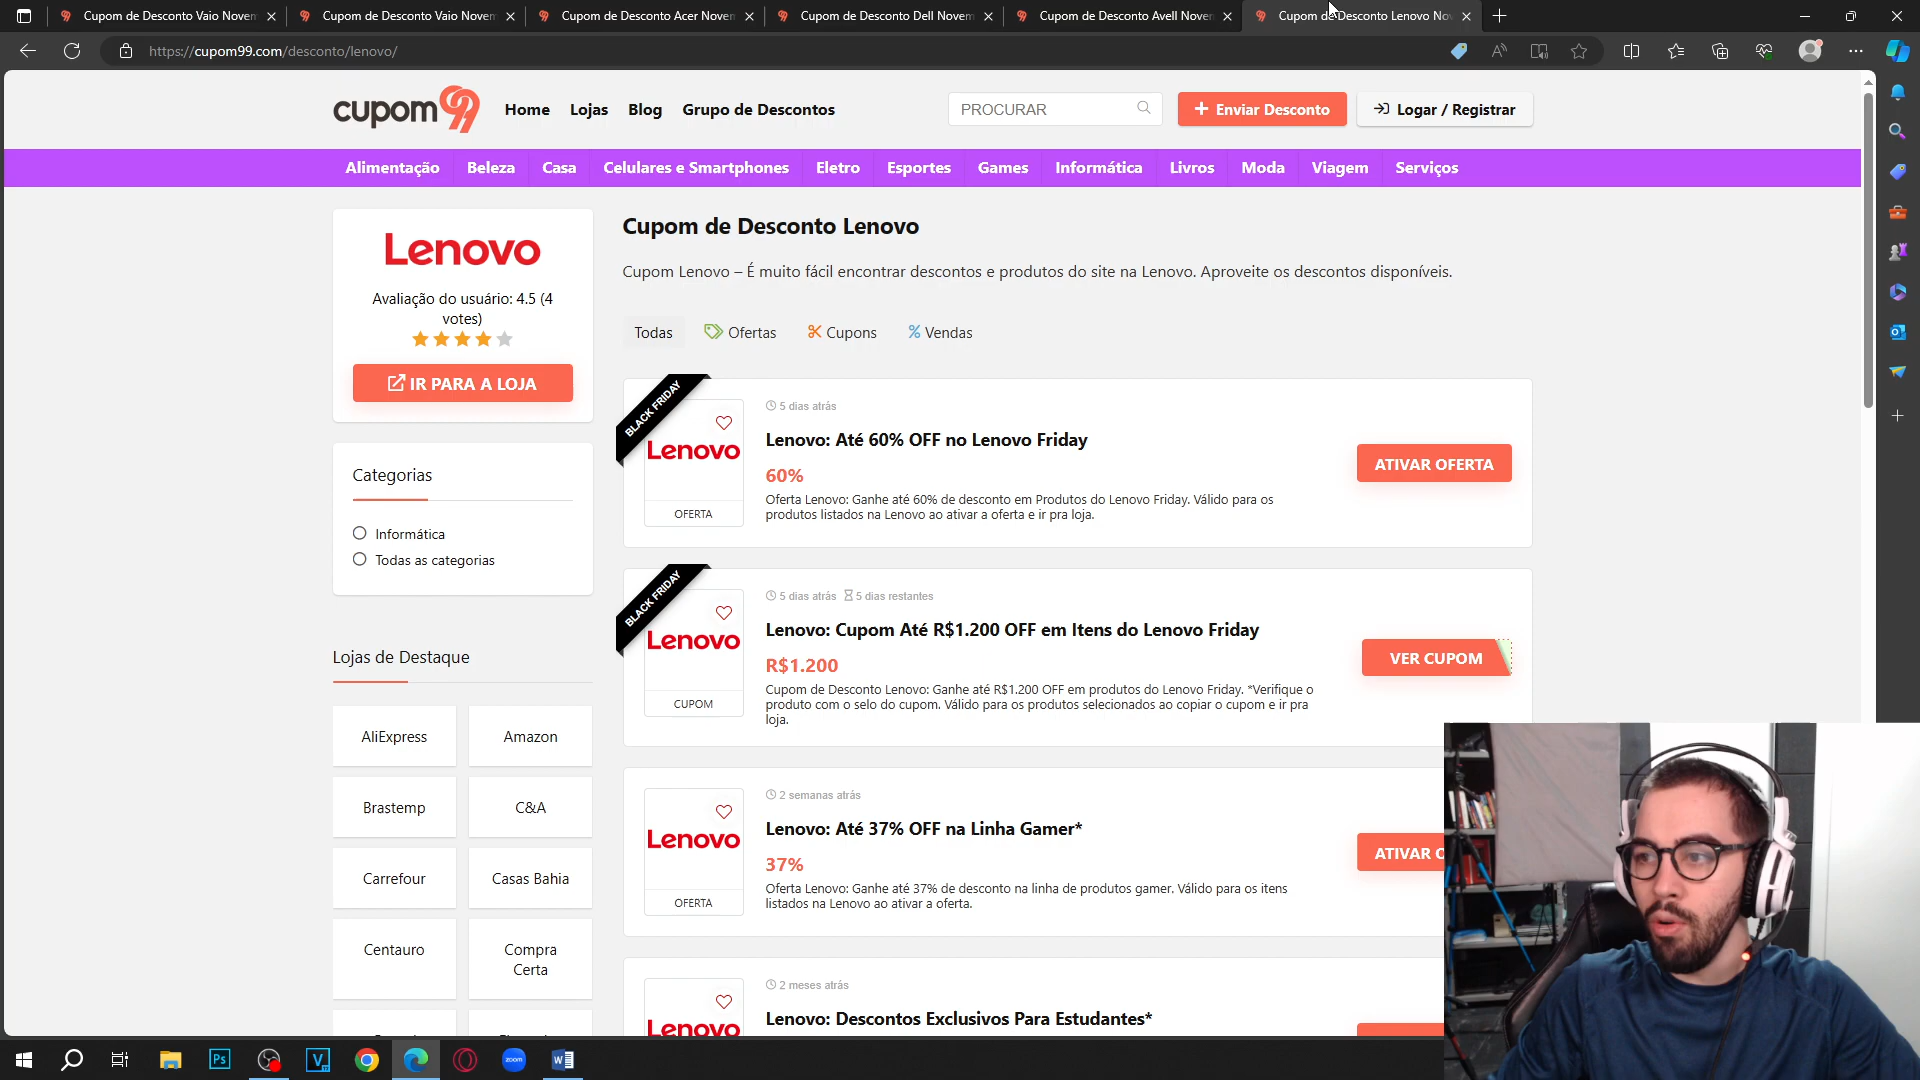 Cupom de Desconto Vaio Novem
Cupom de Desconto Vaio Novem
Cupom de Desconto Acer Novem
Cupom de Desconto Dell Novem
Cupom de Desconto Avell Novem
Cupom de Desconto Lenovo No
https://cupom99.com/desconto/lenovo/
cupom99
Home
Lojas
Blog
Grupo de Descontos
PROCURAR
+ Enviar Desconto
Logar / Registrar
Alimentação
Beleza
Casa
Celulares e Smartphones
Eletro
Esportes
Games
Informática
Livros
Moda
Viagem
Serviços
Lenovo
Avaliação do usuário: 4.5 (4
votes)
IR PARA A LOJA
Categorias
Informática
Todas as categorias
Lojas de Destaque
AliExpress
Amazon
Brastemp
C&A
Carrefour
Casas Bahia
Centauro
Compra
Certa
Cupom de Desconto Lenovo
Cupom Lenovo – É muito fácil encontrar descontos e produtos do site na Lenovo. Aproveite os descontos disponíveis.
Todas
Ofertas
Cupons
Vendas
BLACK FRIDAY
Lenovo
OFERTA
5 dias atrás
Lenovo: Até 60% OFF no Lenovo Friday
60%
Oferta Lenovo: Ganhe até 60% de desconto em Produtos do Lenovo Friday. Válido para os
produtos listados na Lenovo ao ativar a oferta e ir pra loja.
ATIVAR OFERTA
BLACK FRIDAY
Lenovo
CUPOM
5 dias atrás
5 dias restantes
Lenovo: Cupom Até R$1.200 OFF em Itens do Lenovo Friday
R$1.200
Cupom de Desconto Lenovo: Ganhe até R$1.200 OFF em produtos do Lenovo Friday. *Verifique o
produto com o selo do cupom. Válido para os produtos selecionados ao copiar o cupom e ir pra
loja.
VER CUPOM
Lenovo
OFERTA
2 semanas atrás
Lenovo: Até 37% OFF na Linha Gamer*
37%
Oferta Lenovo: Ganhe até 37% de desconto na linha de produtos gamer. Válido para os itens
listados na Lenovo ao ativar a oferta.
ATIVAR O
Lenovo
2 meses atrás
Lenovo: Descontos Exclusivos Para Estudantes*
Ps
V
zoom
W